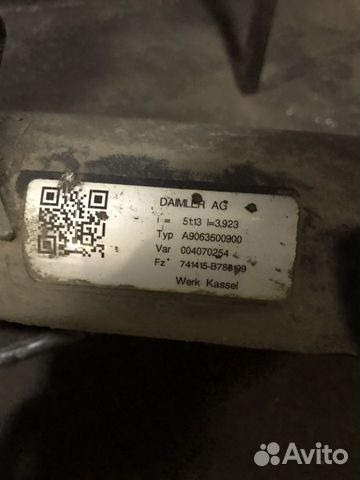 DAIMLER AG
i = 51:13 i=3,923
Typ A9063500900
Var 004070254
Fz 741415-B788199
Werk Kassel
Avito